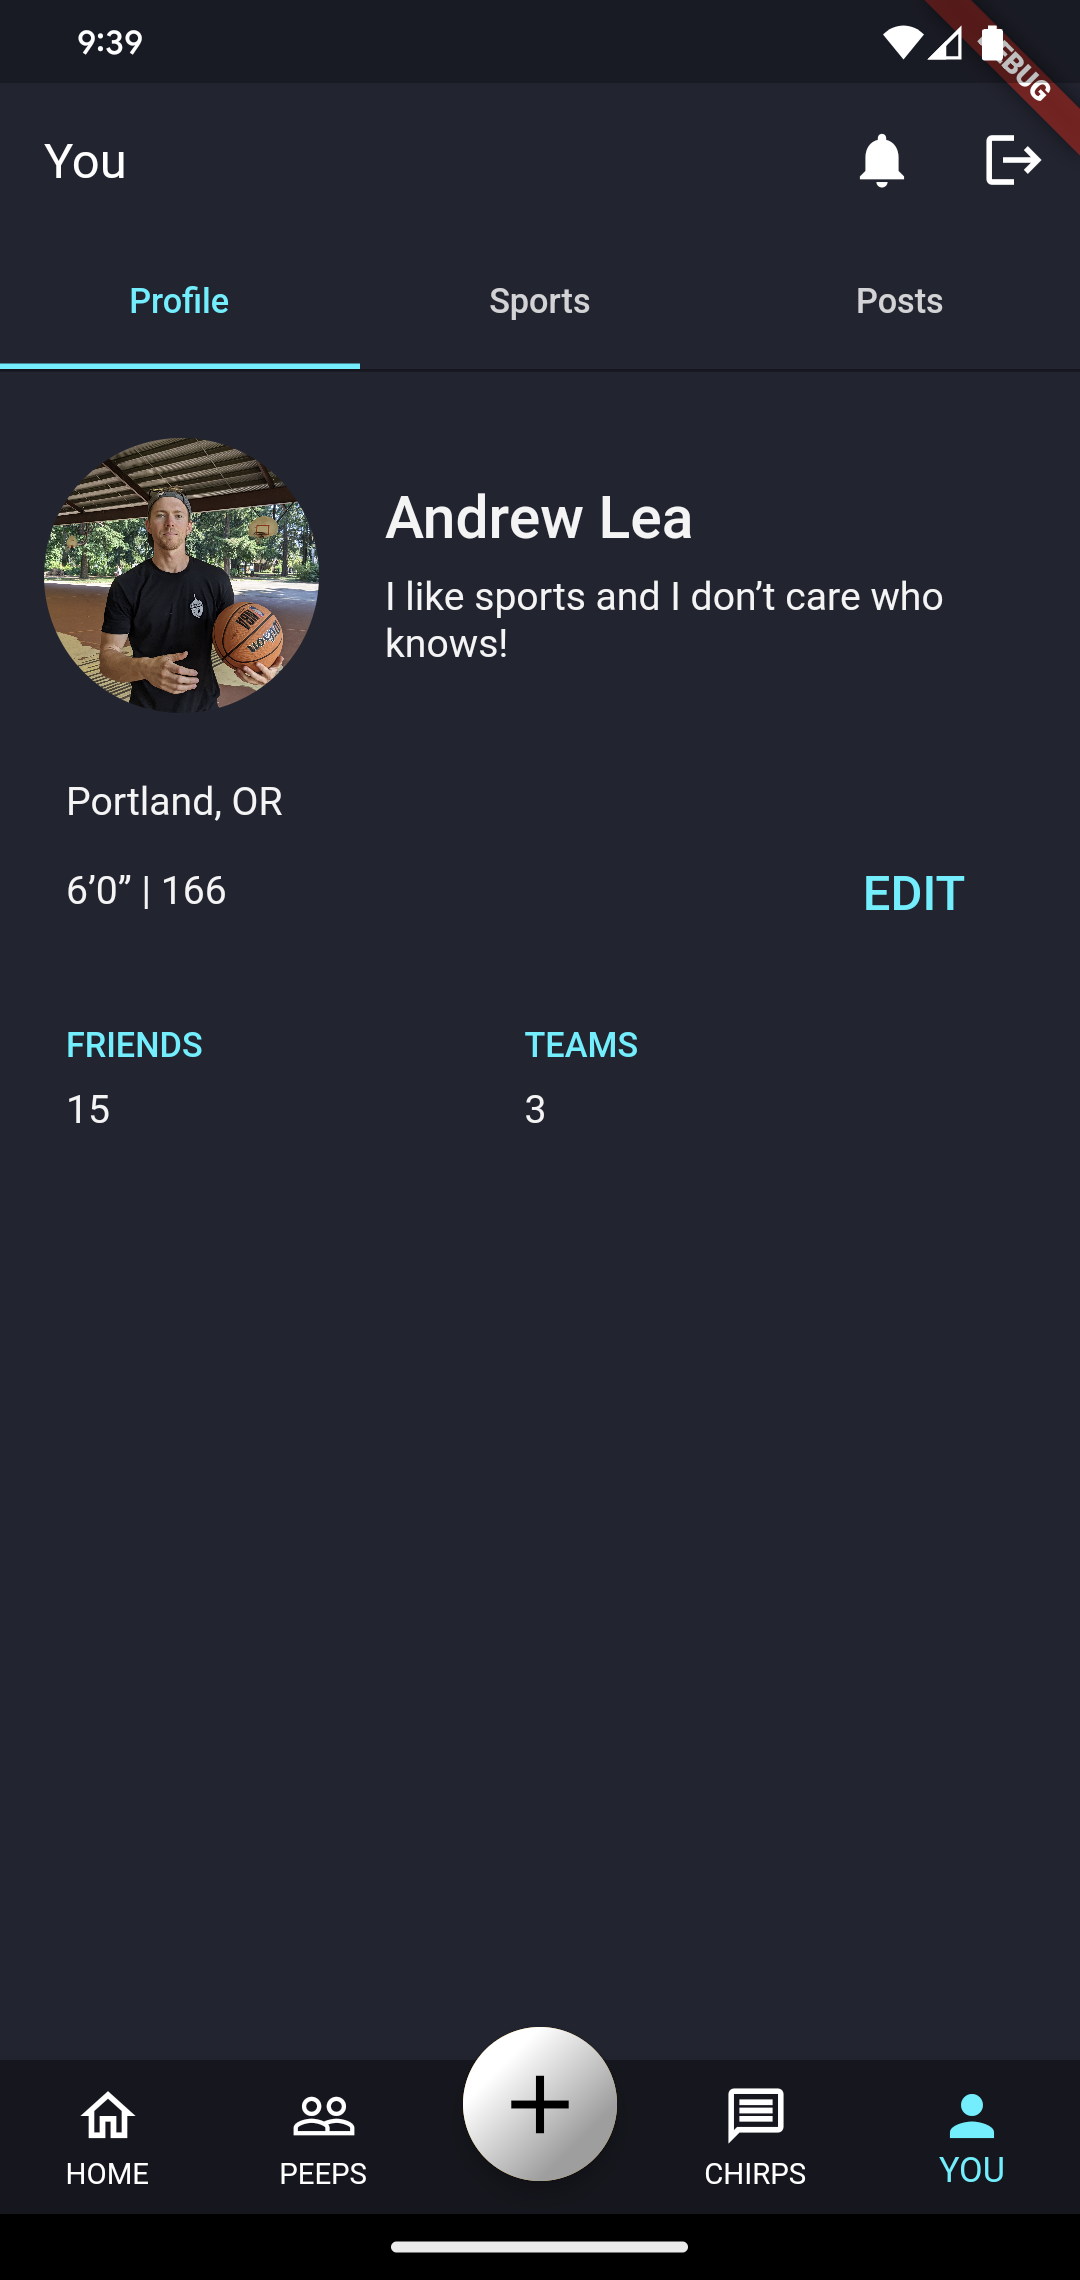 9:39
DEBUG
You
Profile
Sports
Posts
Andrew Lea
I like sports and I don’t care who
knows!
Portland, OR
6’0” | 166
EDIT
FRIENDS
TEAMS
15
3
HOME
PEEPS
CHIRPS
YOU